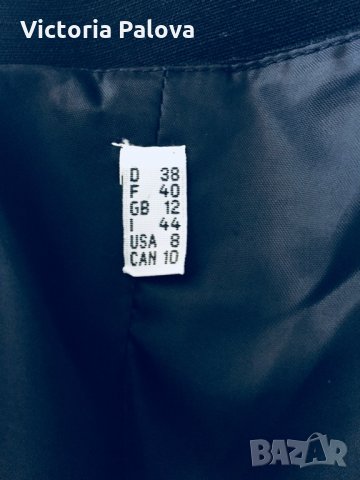 Victoria Palova
D 38
F 40
GB 12
I 44
USA 8
CAN 10
BAZAR